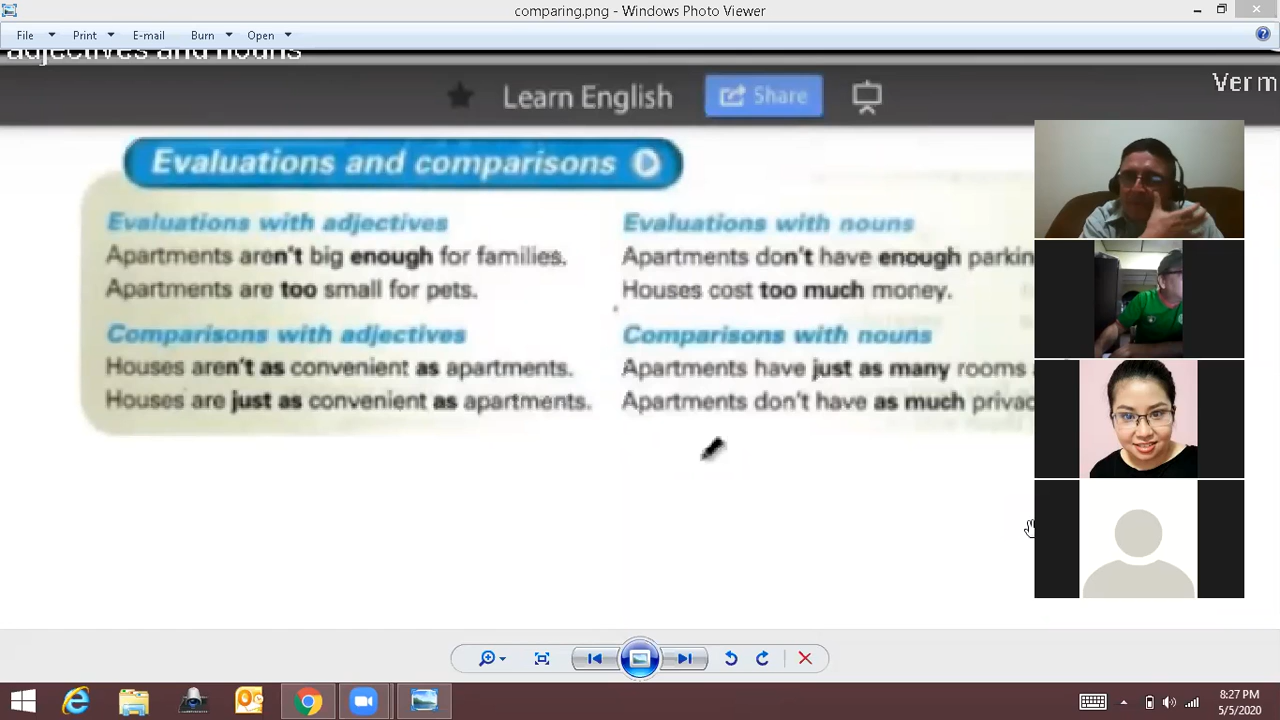 comparing.png - Windows Photo Viewer
File Print E-mail Burn Open
adjectives and nouns
Learn English Share Ver m
Evaluations and comparisons
Evaluations with adjectives
Apartments aren't big enough for families.
Apartments are too small for pets.
Comparisons with adjectives
Houses aren't as convenient as apartments.
Houses are just as convenient as apartments.
Evaluations with nouns
Apartments don't have enough parkin
Houses cost too much money.
Comparisons with nouns
Apartments have just as many rooms
Apartments don't have as much privac
8:27 PM
5/5/2020